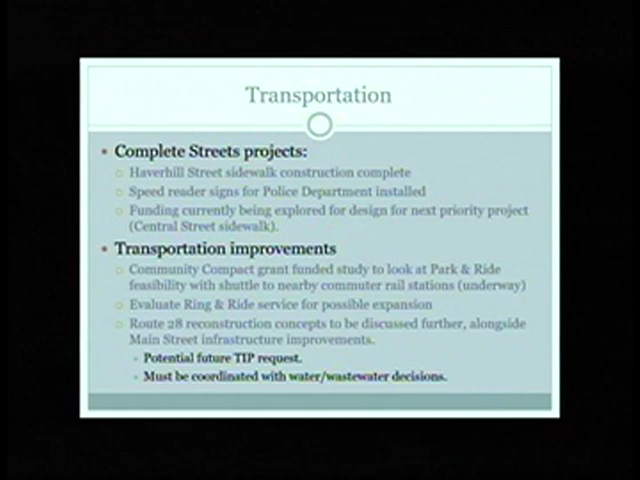 Transportation
Complete Streets projects:
Haverhill Street sidewalk construction complete
Speed reader signs for Police Department installed
Funding currently being explored for design for next priority project
(Central Street sidewalk).
Transportation improvements
Community Compact grant funded study to look at Park & Ride
feasibility with shuttle to nearby commuter rail stations (underway)
Evaluate Ring & Ride service for possible expansion
Route 28 reconstruction concepts to be discussed further, alongside
Main Street infrastructure improvements.
Potential future TIP request.
Must be coordinated with water/wastewater decisions.